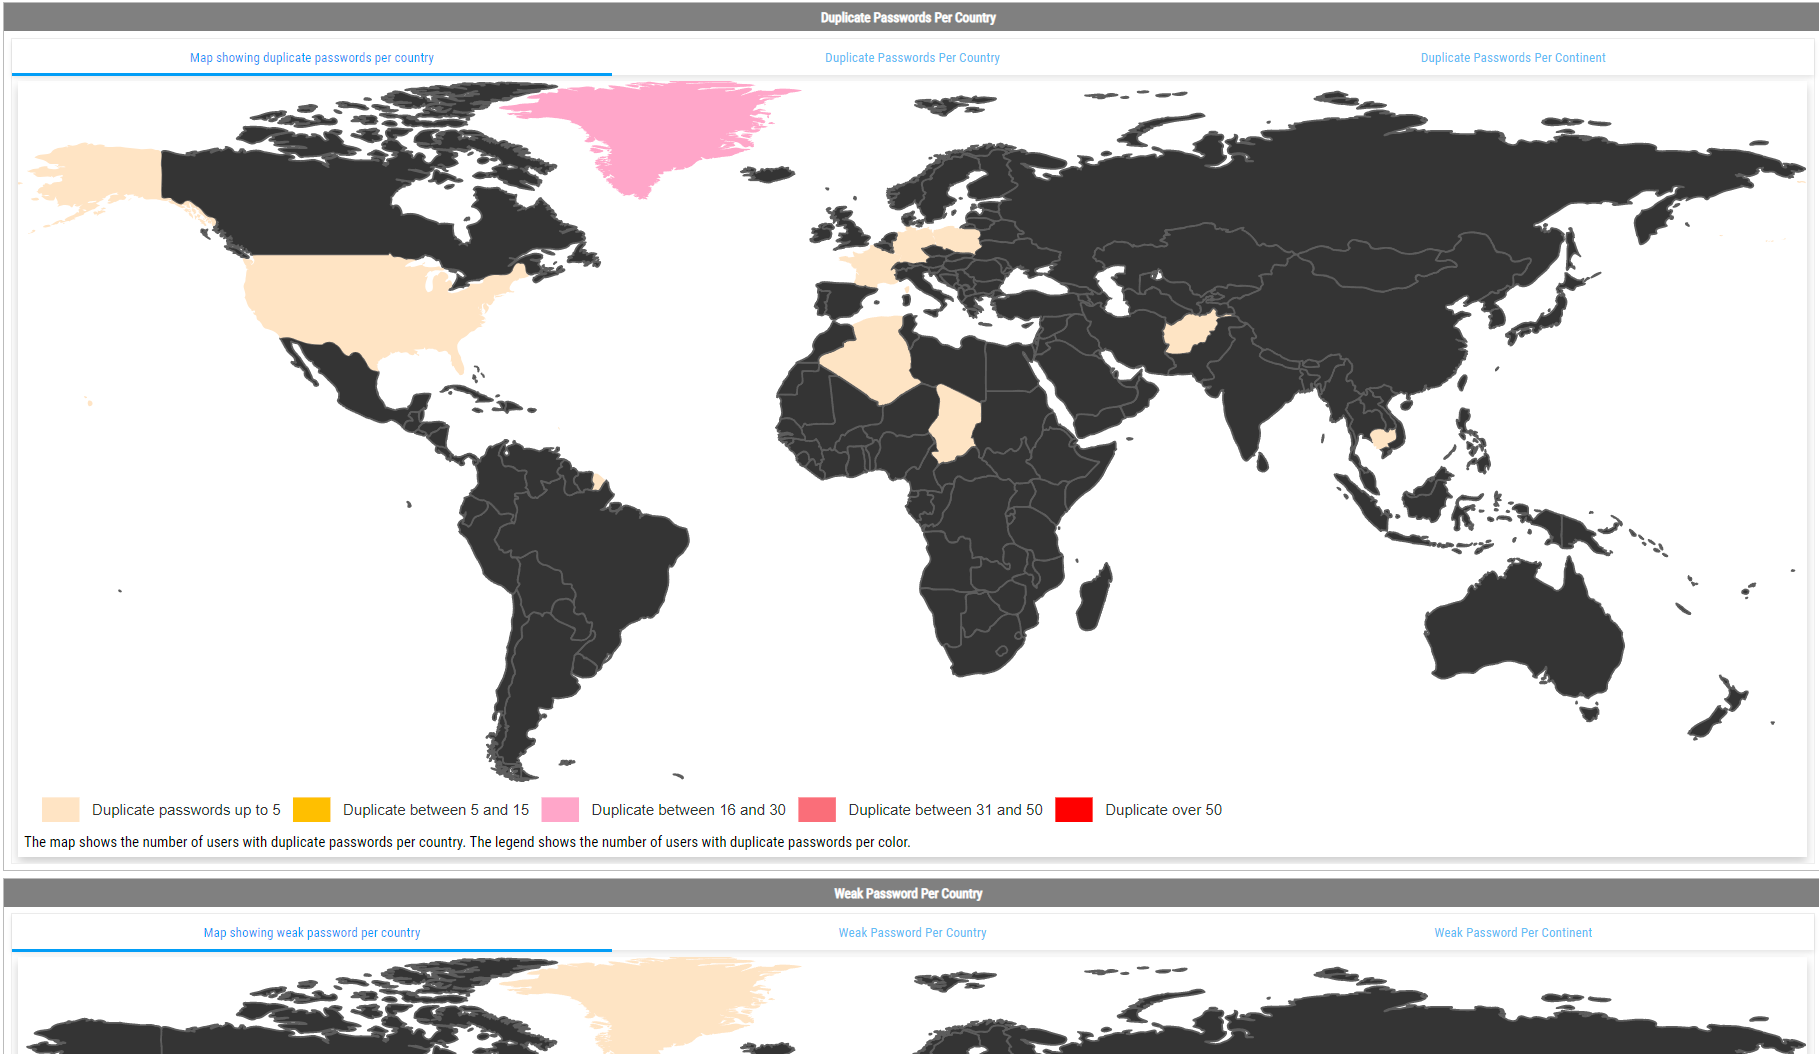 Duplicate Passwords Per Country
Map showing duplicate passwords per country
Duplicate Passwords Per Country
Duplicate Passwords Per Continent
Duplicate passwords up to 5
Duplicate between 5 and 15
Duplicate between 16 and 30
Duplicate between 31 and 50
Duplicate over 50
The map shows the number of users with duplicate passwords per country. The legend shows the number of users with duplicate passwords per color.
Weak Password Per Country
Map showing weak password per country
Weak Password Per Country
Weak Password Per Continent